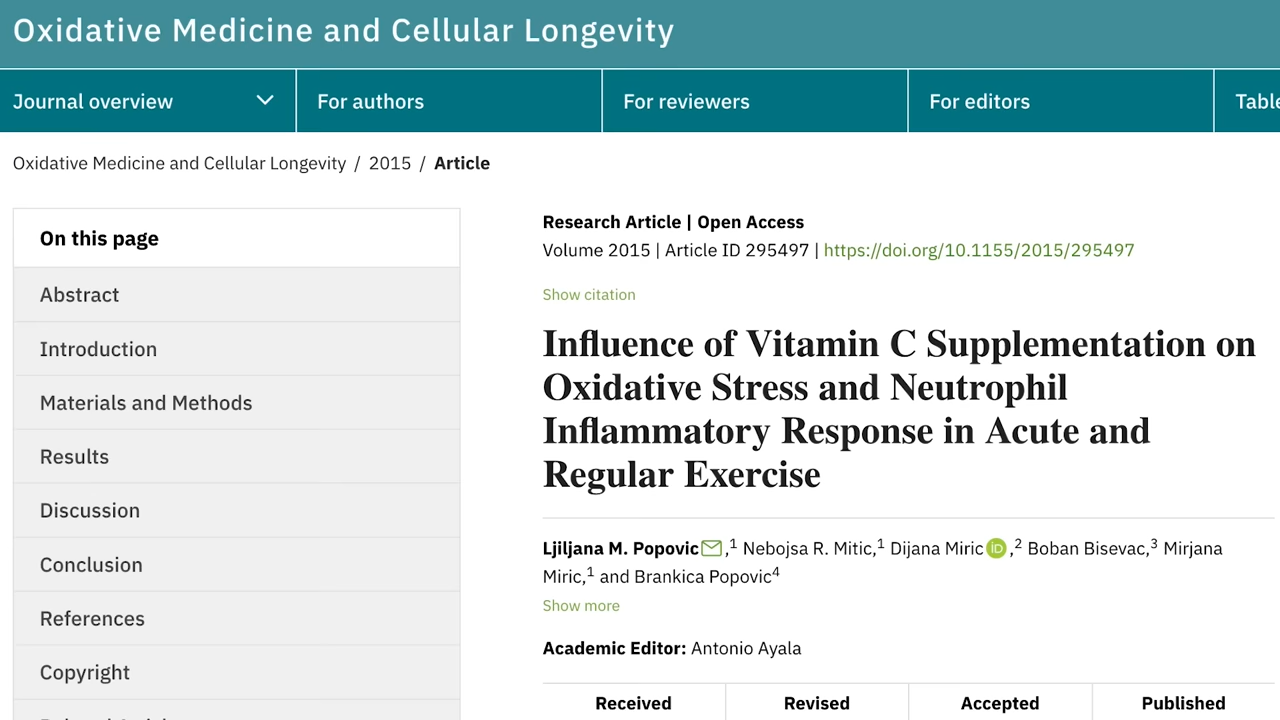 Oxidative Medicine and Cellular Longevity
Journal overview
For authors
For reviewers
For editors
Oxidative Medicine and Cellular Longevity / 2015 / Article
On this page
Abstract
Introduction
Materials and Methods
Results
Discussion
Conclusion
References
Copyright
Research Article | Open Access
Volume 2015 | Article ID 295497 | https://doi.org/10.1155/2015/295497
Show citation
Influence of Vitamin C Supplementation on
Oxidative Stress and Neutrophil
Inflammatory Response in Acute and
Regular Exercise
Ljiljana M. Popovic,1 Nebojsa R. Mitic,1 Dijana Miric iD,2 Boban Bisevac,3 Mirjana
Miric,1 and Brankica Popovic4
Show more
Academic Editor: Antonio Ayala
Received
Revised
Accepted
Published